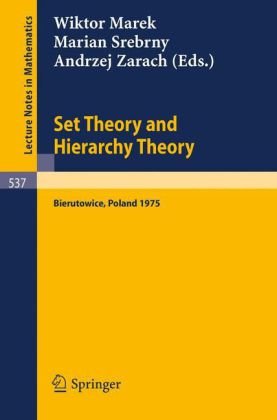 Wiktor Marek
Marian Srebrny
Andrzej Zarach (Eds.)
Lecture Notes in Mathematics
537
Set Theory and
Hierarchy Theory
Bierutowice, Poland 1975
Springer